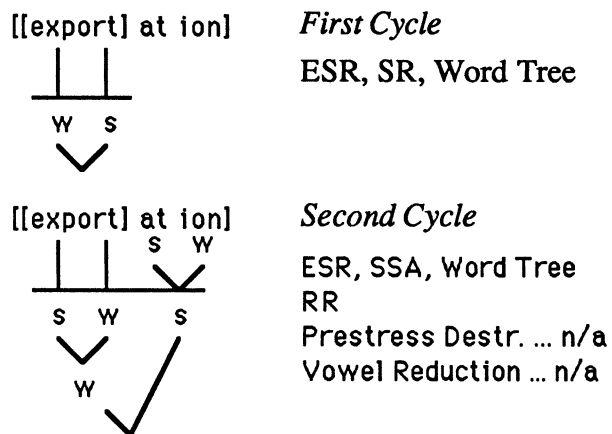 [[export] at ion] First Cycle
ESR, SR, Word Tree
W S
[[export] at ion] Second Cycle
S W
ESR, SSA, Word Tree
S W S
RR
Prestress Destr. ... n/a
W
Vowel Reduction ... n/a